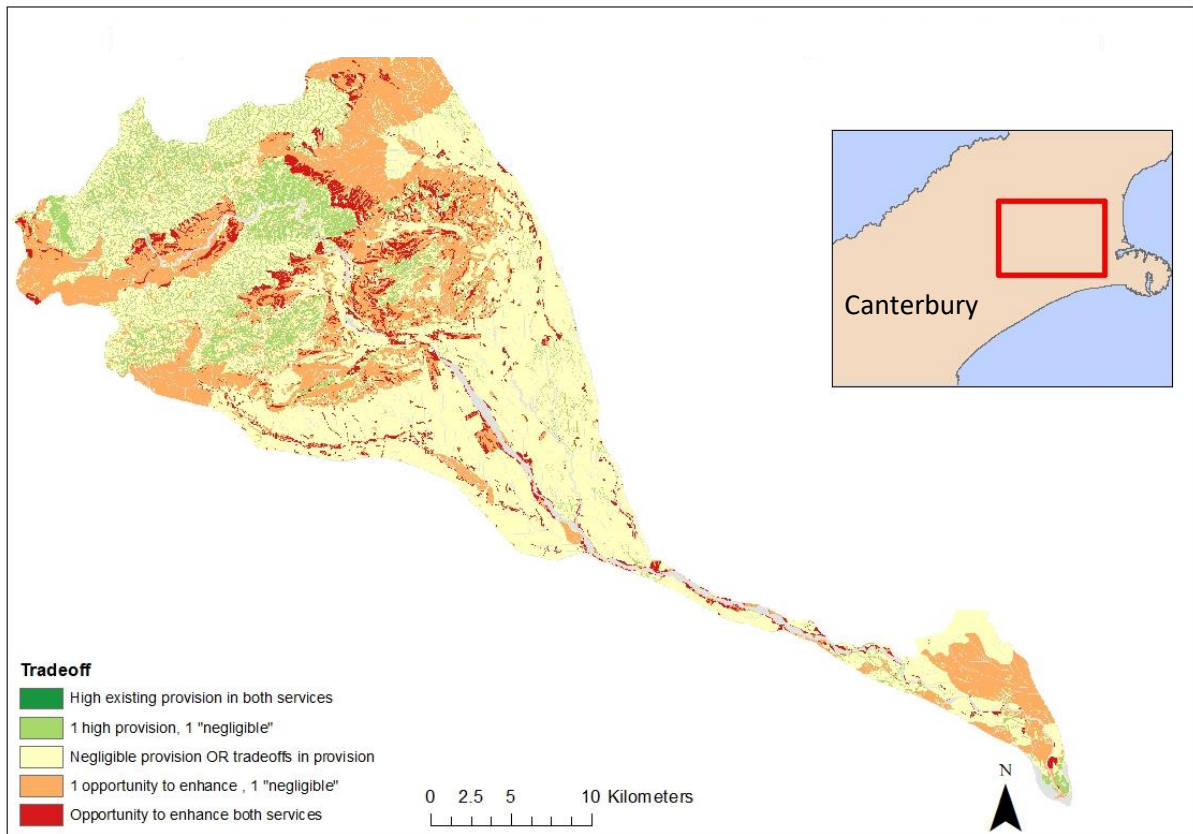 Canterbury
Tradeoff
High existing provision in both services
1 high provision, 1 "negligible"
Negligible provision OR tradeoffs in provision
1 opportunity to enhance , 1 "negligible"
Opportunity to enhance both services
0 2.5 5 10 Kilometers
N